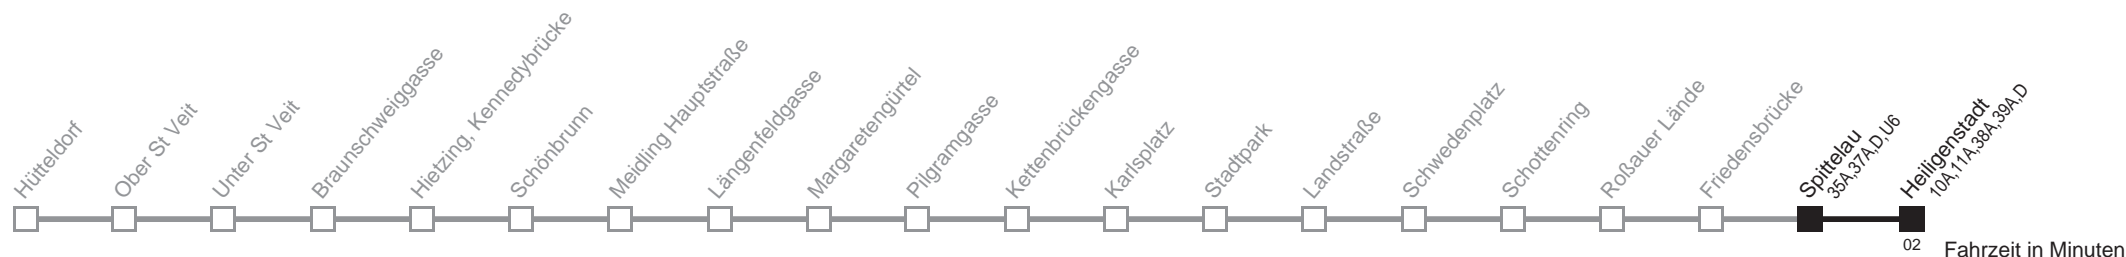 Hütteldorf
Ober St Veit
Unter St Veit
Braunschweiggasse
Hietzing, Kennedybrücke
Schönbrunn
Meidling Hauptstraße
Längenfeldgasse
Margaretengürtel
Pilgramgasse
Kettenbrückengasse
Karlsplatz
Stadtpark
Landstraße
Schwedenplatz
Schottenring
Roßauer Lände
Friedensbrücke
Spittelau
35A,37A,D,U6
Heiligenstadt
10A,11A,38A,39A,D
02
Fahrzeit in Minuten